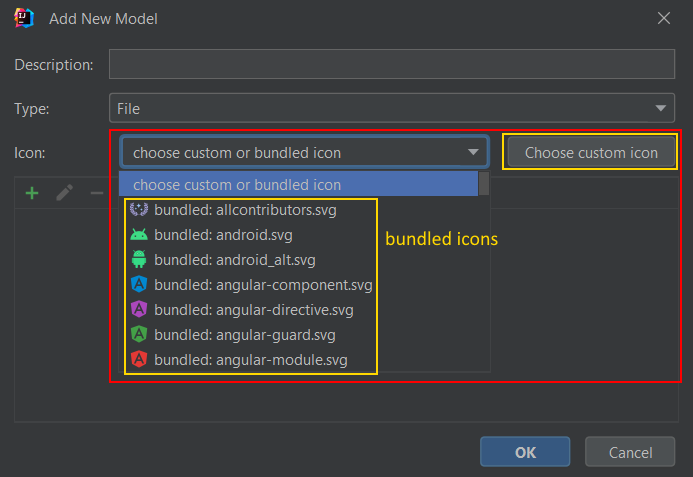 Add New Model
Description:
Type: File
Icon: choose custom or bundled icon Choose custom icon
choose custom or bundled icon
bundled: allcontributors.svg
bundled: android.svg
bundled icons
bundled: android_alt.svg
bundled: angular-component.svg
bundled: angular-directive.svg
bundled: angular-guard.svg
bundled: angular-module.svg
OK Cancel